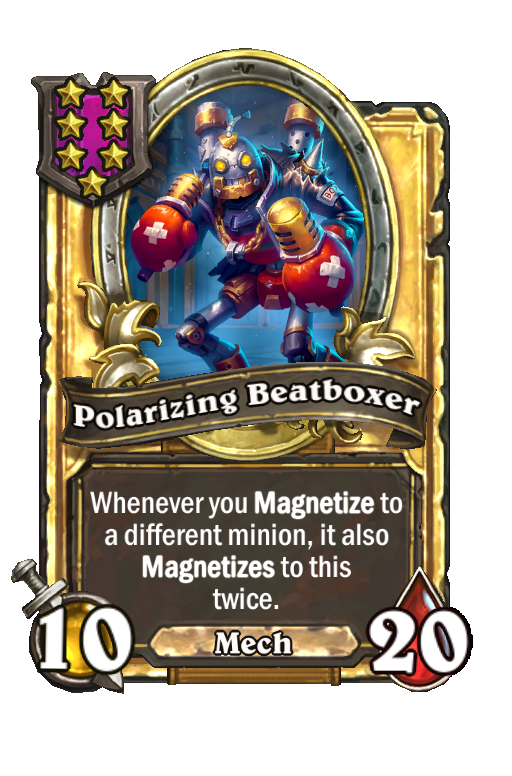 Polarizing Beatboxer
Whenever you Magnetize to
a different minion, it also
Magnetizes to this
twice.
10
Mech
20